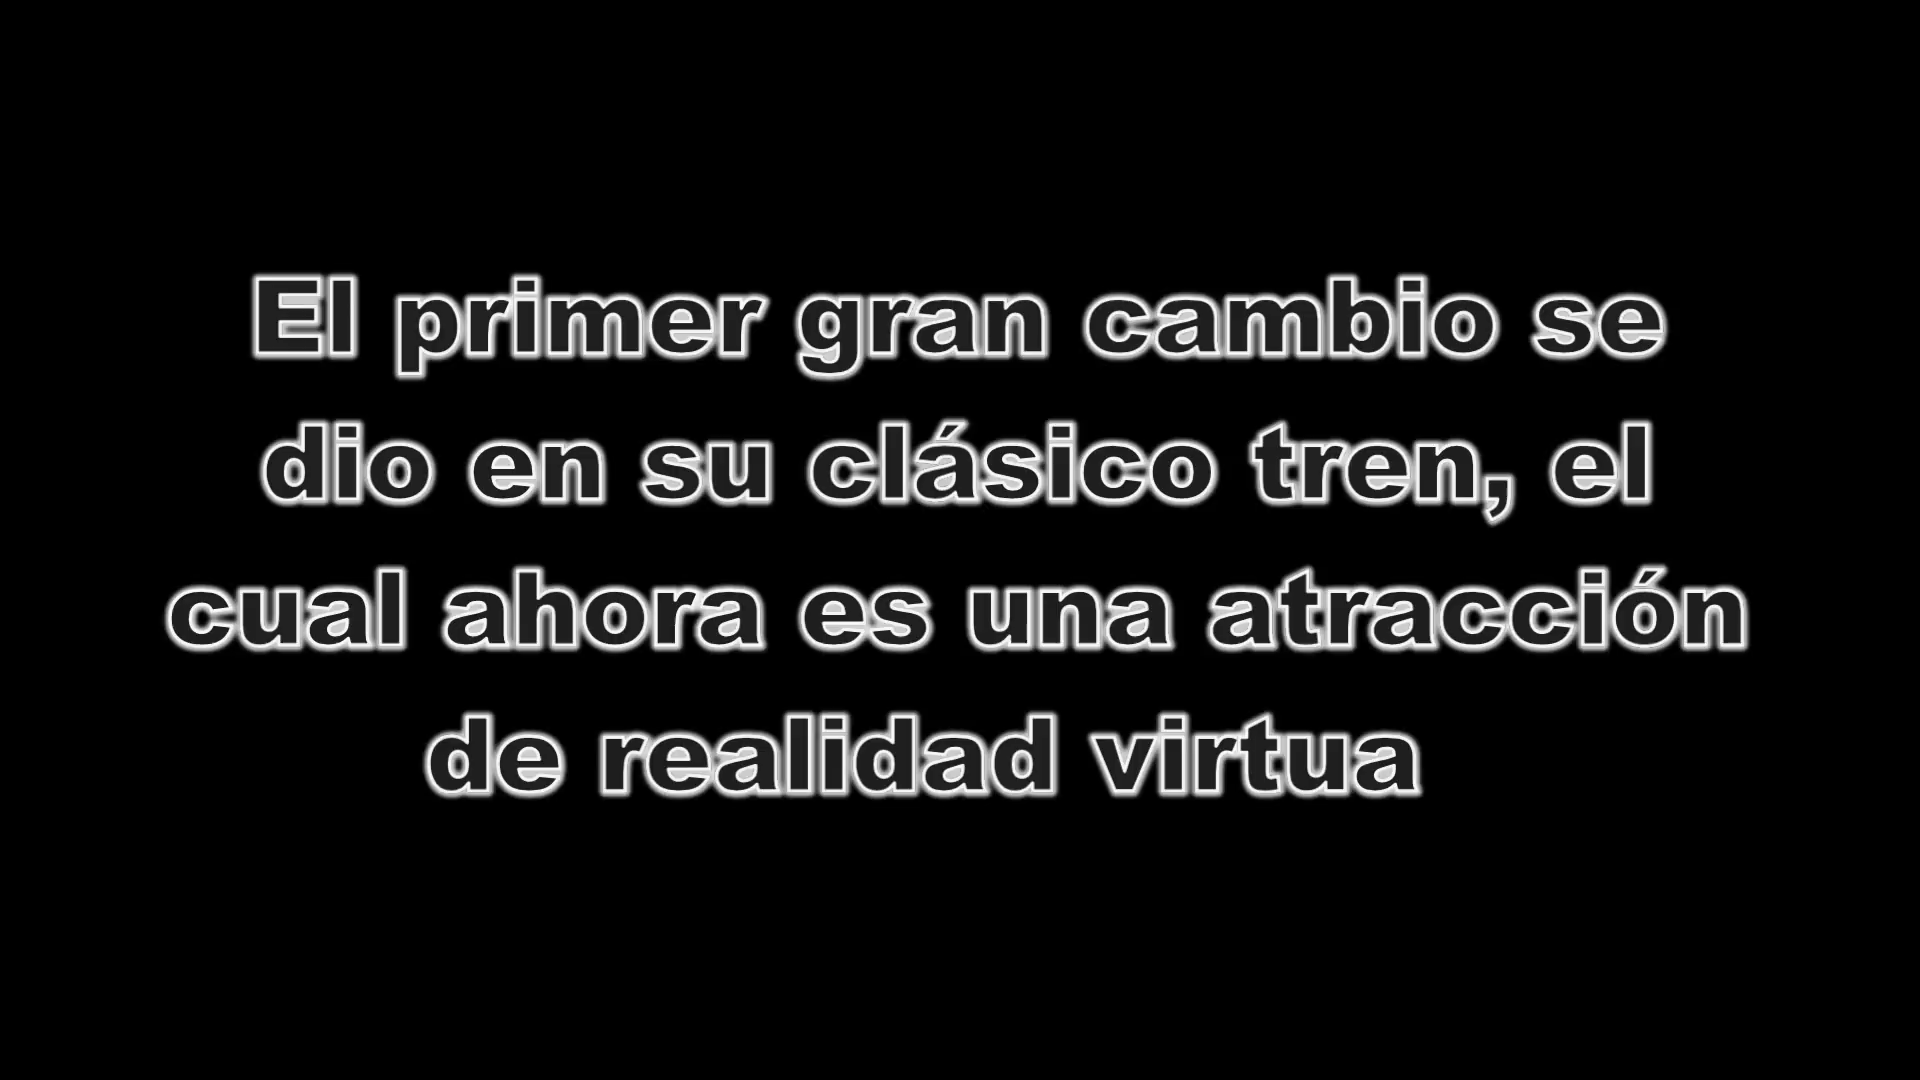 El primer gran cambio se
dio en su clásico tren, el
cual ahora es una atracción
de realidad virtua